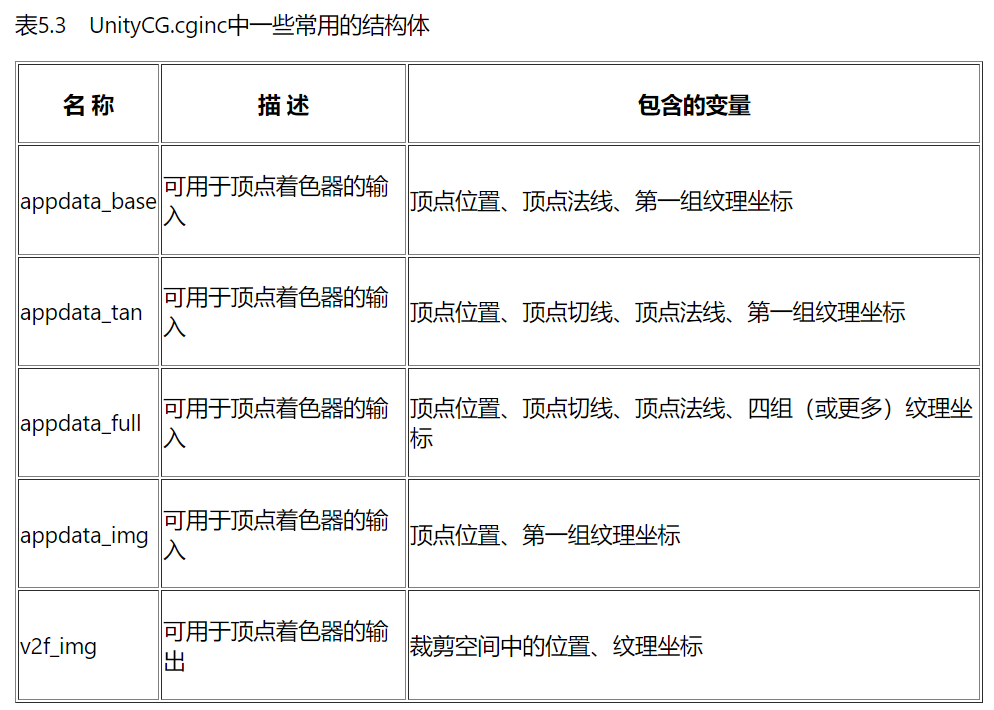 表5.3 UnityCG.cginc中一些常用的结构体
名 称 描 述 包含的变量
appdata_base 可用于顶点着色器的输
入 顶点位置、顶点法线、第一组纹理坐标
appdata_tan 可用于顶点着色器的输
入 顶点位置、顶点切线、顶点法线、第一组纹理坐标
appdata_full 可用于顶点着色器的输
入 顶点位置、顶点切线、顶点法线、四组（或更多）纹理坐
标
appdata_img 可用于顶点着色器的输
入 顶点位置、第一组纹理坐标
v2f_img 可用于顶点着色器的输
出 裁剪空间中的位置、纹理坐标